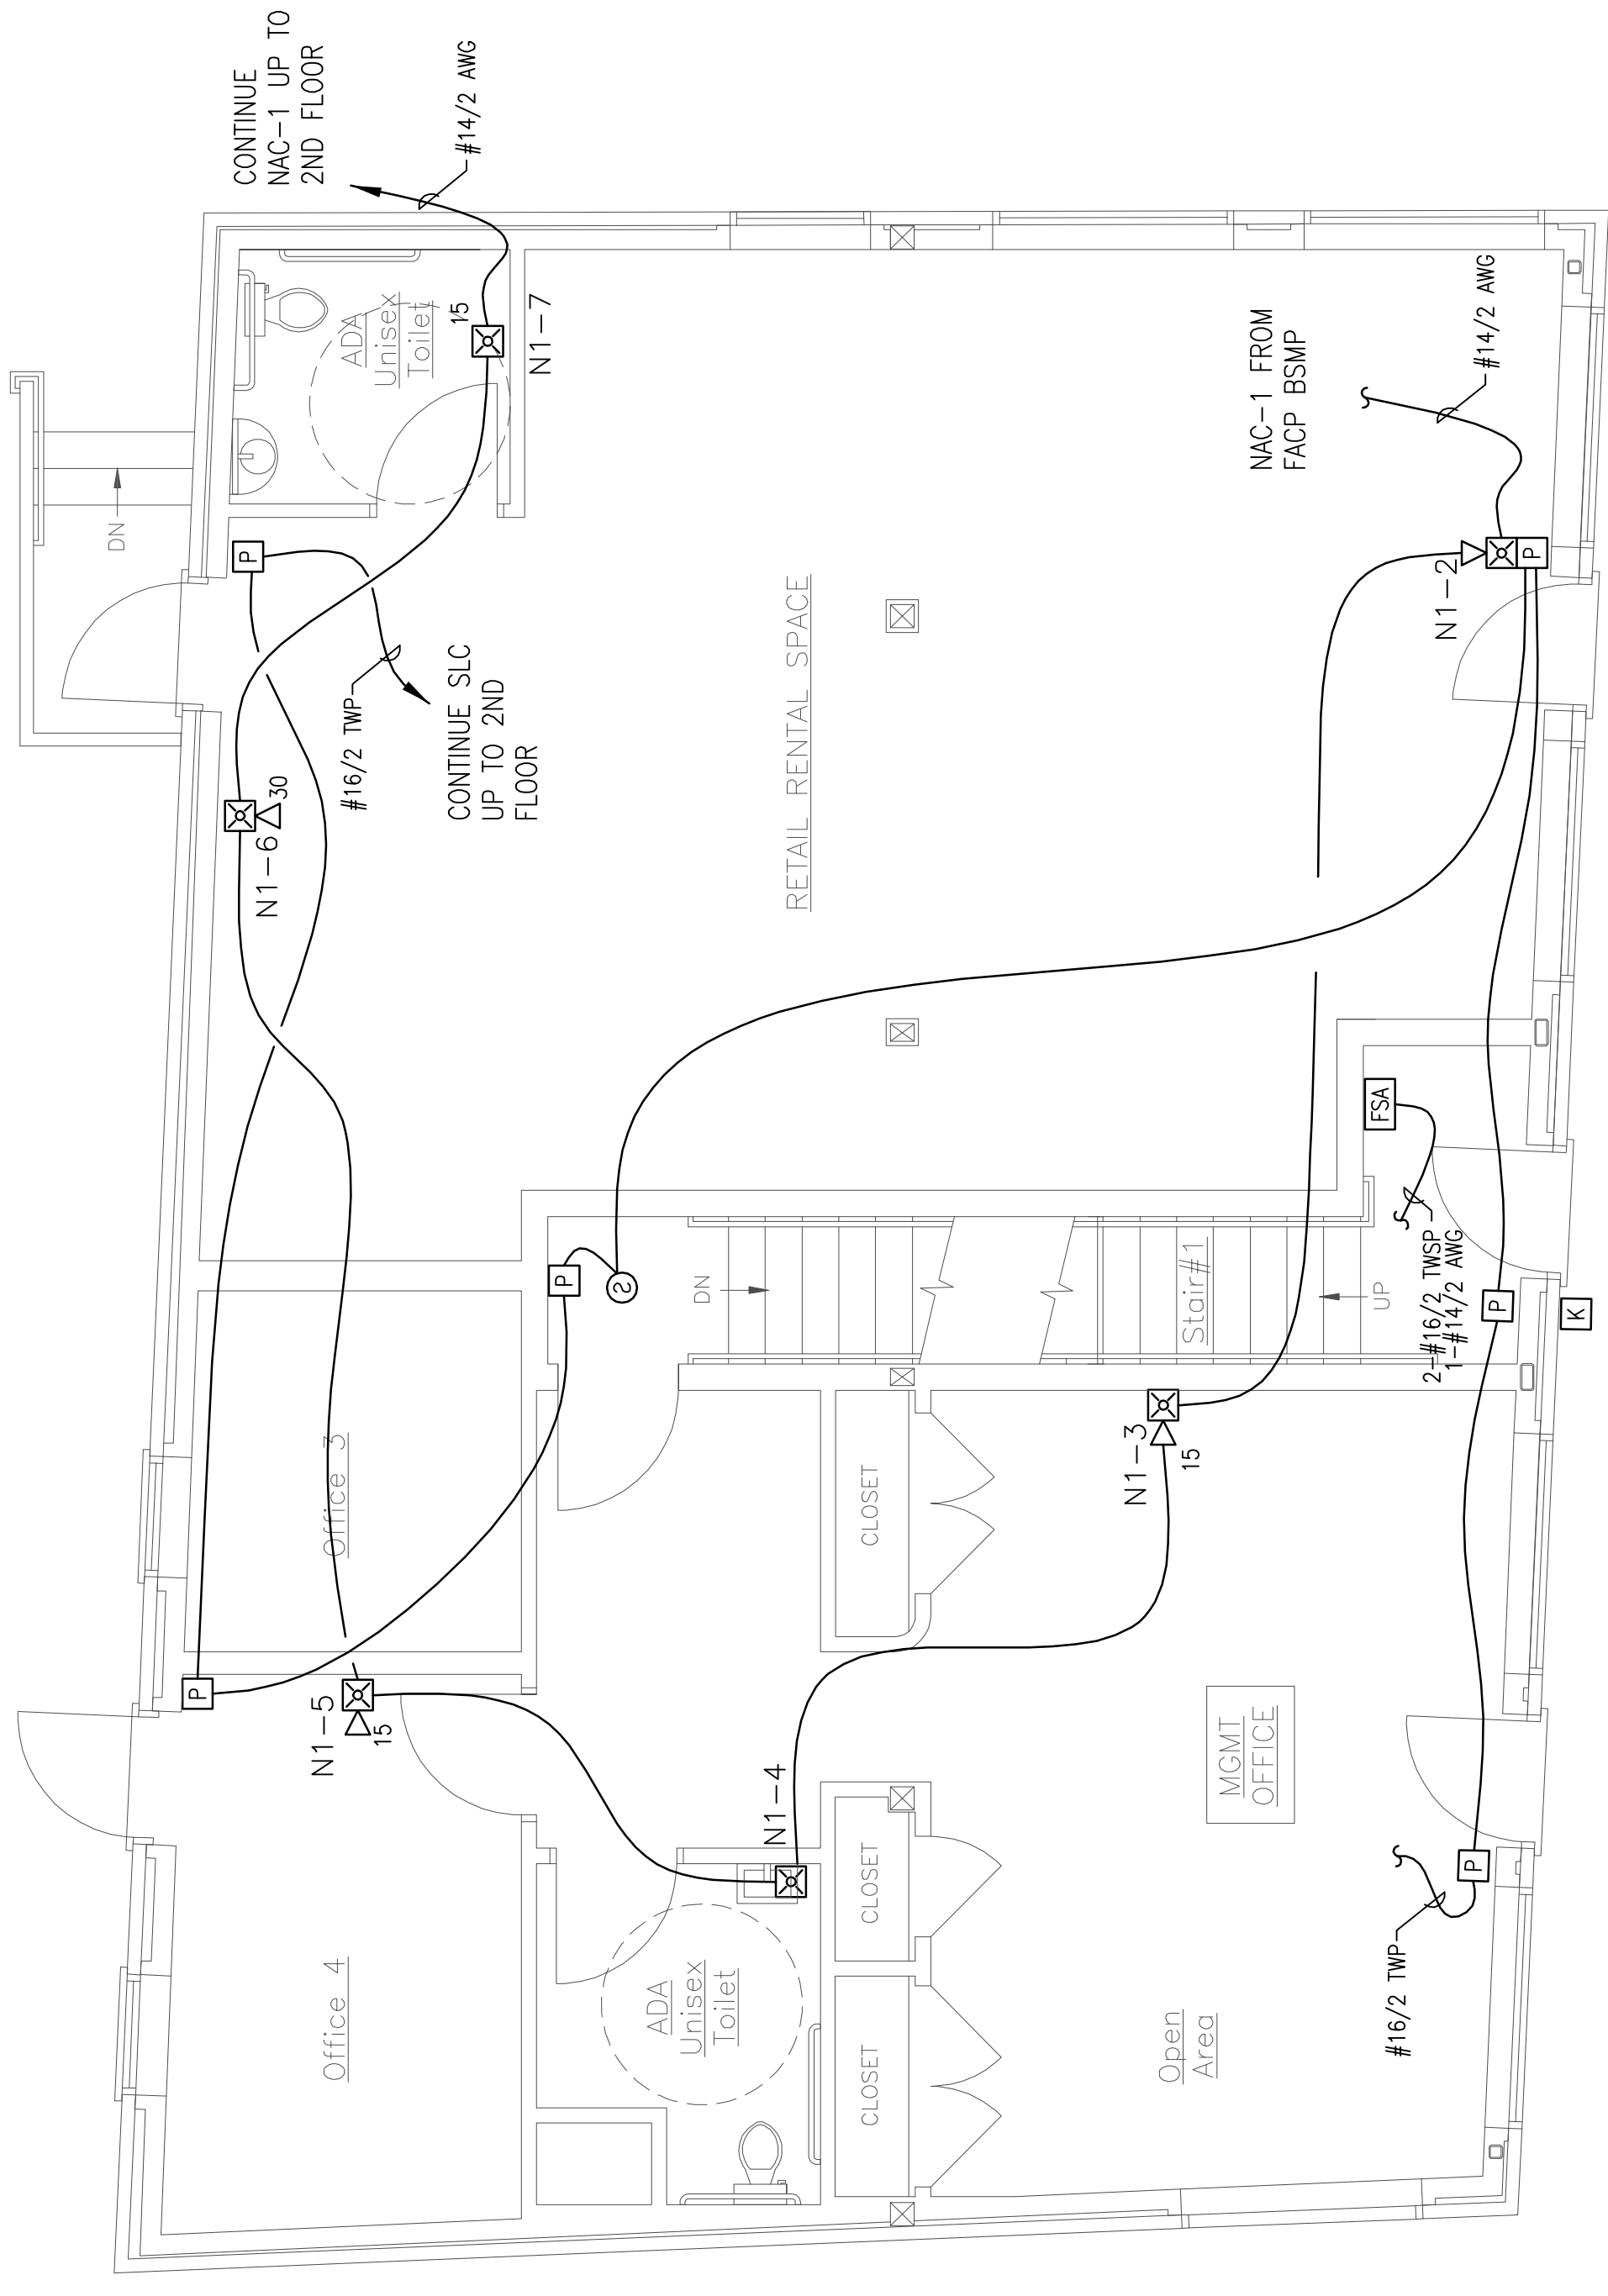 CONTINUE
NAC-1 UP TO
2ND FLOOR
#14/2 AWG
DN
ADA
Unisex
Toilet
15
N1-7
P
#16/2 TWP
CONTINUE SLC
UP TO 2ND
FLOOR
N1-6
30
RETAIL RENTAL SPACE
NAC-1 FROM
FACP BSMP
#14/2 AWG
N1-2
P
FSA
2-#16/2 TWSP
1-#14/2 AWG
P
S
DN
Stair#1
UP
P
K
Office 3
CLOSET
N1-3
15
P
N1-5
15
N1-4
MGMT
OFFICE
CLOSET
P
#16/2 TWP
Office 4
ADA
Unisex
Toilet
CLOSET
Open
Area